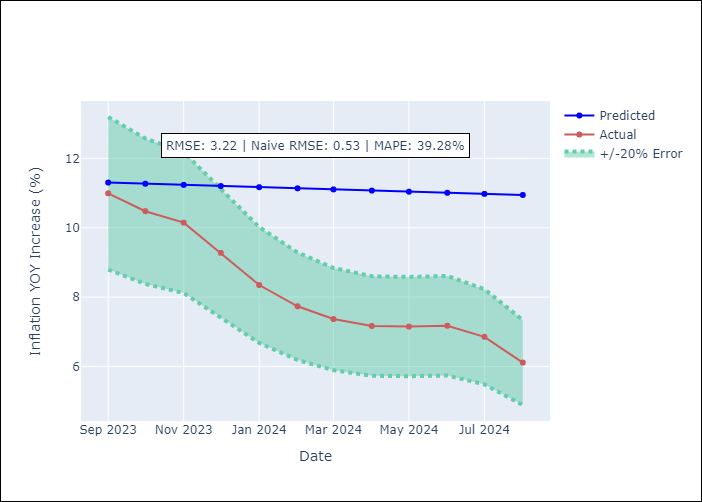 RMSE: 3.22 | Naive RMSE: 0.53 | MAPE: 39.28%
Predicted
Actual
+/-20% Error
Inflation YOY Increase (%)
12
10
8
6
Sep 2023
Nov 2023
Jan 2024
Mar 2024
May 2024
Jul 2024
Date